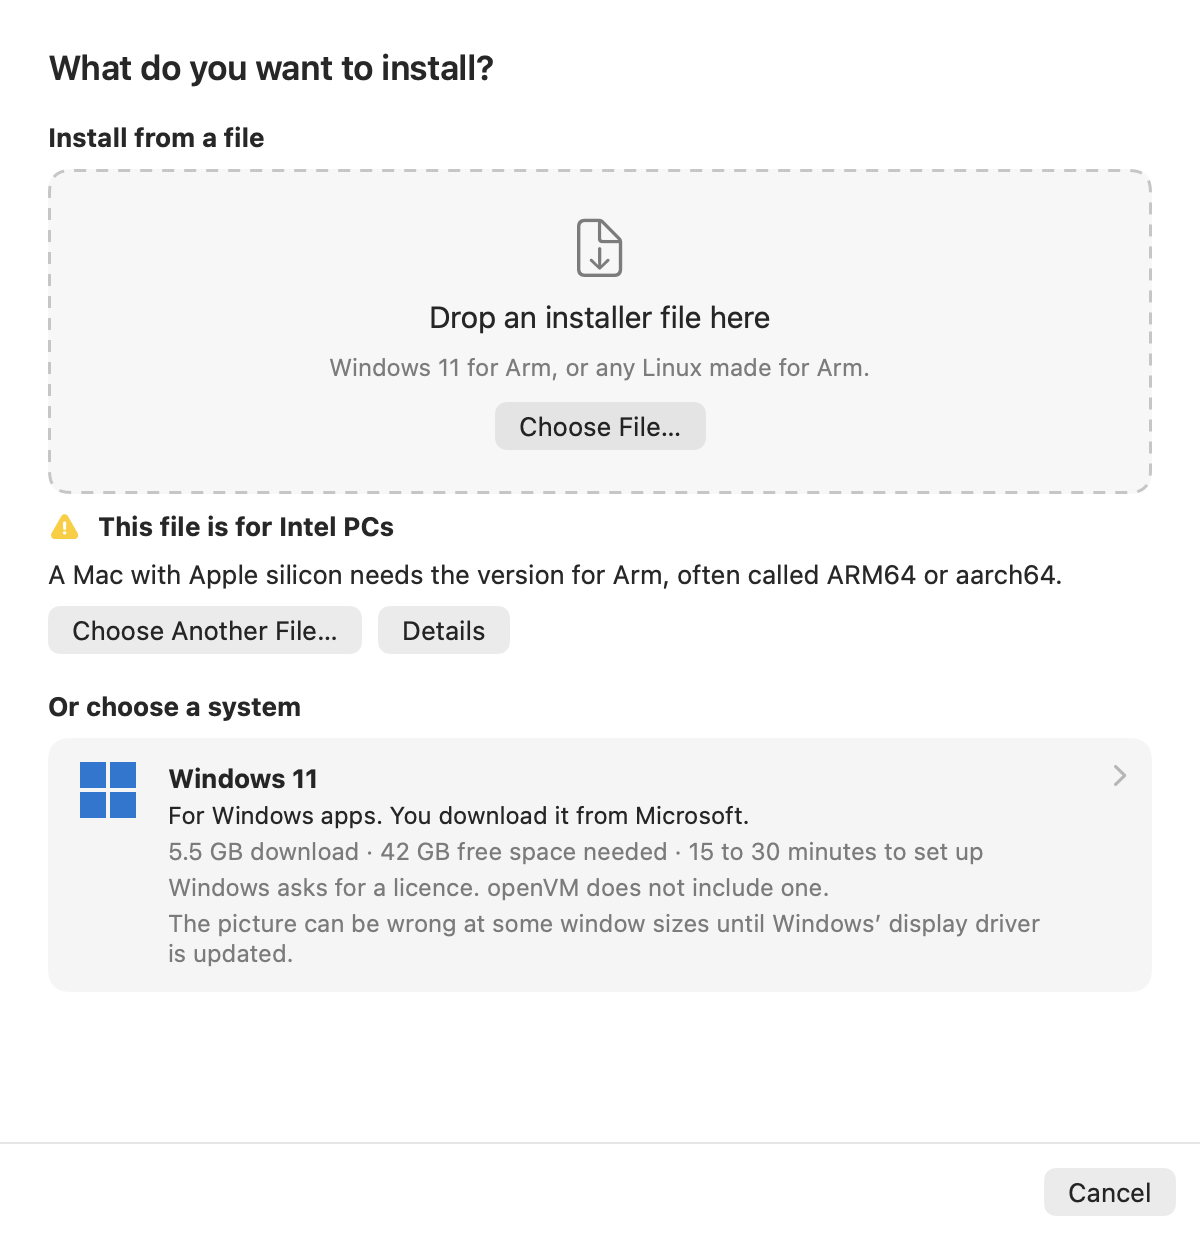 What do you want to install?
Install from a file
Drop an installer file here
Windows 11 for Arm, or any Linux made for Arm.
Choose File...
This file is for Intel PCs
A Mac with Apple silicon needs the version for Arm, often called ARM64 or aarch64.
Choose Another File...
Details
Or choose a system
Windows 11
For Windows apps. You download it from Microsoft.
5.5 GB download · 42 GB free space needed · 15 to 30 minutes to set up
Windows asks for a licence. openVM does not include one.
The picture can be wrong at some window sizes until Windows’ display driver
is updated.
Cancel